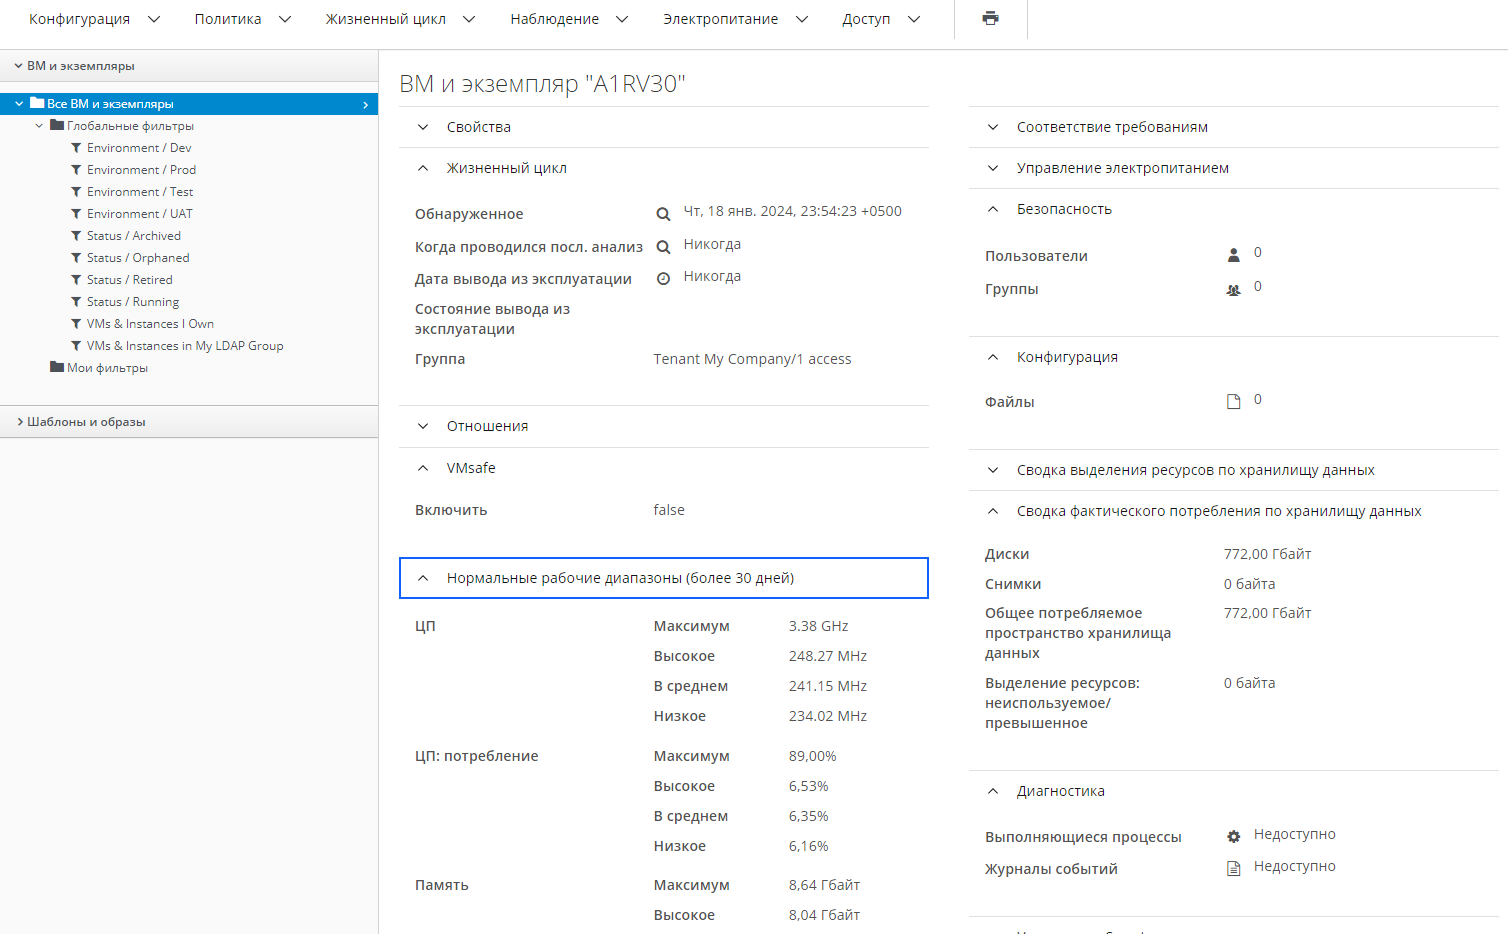 Конфигурация Политика Жизненный цикл Наблюдение Электропитание Доступ
ВМ и экземпляры
Все ВМ и экземпляры
Глобальные фильтры
Environment / Dev
Environment / Prod
Environment / Test
Environment / UAT
Status / Archived
Status / Orphaned
Status / Retired
Status / Running
VMs & Instances I Own
VMs & Instances in My LDAP Group
Мои фильтры
Шаблоны и образы
ВМ и экземпляр "A1RV30"
Свойства
Жизненный цикл
Обнаруженное Чт, 18 янв. 2024, 23:54:23 +0500
Когда проводился посл. анализ Никогда
Дата вывода из эксплуатации Никогда
Состояние вывода из
эксплуатации
Группа Tenant My Company/1 access
Отношения
VMsafe
Включить false
Нормальные рабочие диапазоны (более 30 дней)
ЦП Максимум 3.38 GHz
Высокое 248.27 MHz
В среднем 241.15 MHz
Низкое 234.02 MHz
ЦП: потребление Максимум 89,00%
Высокое 6,53%
В среднем 6,35%
Низкое 6,16%
Память Максимум 8,64 Гбайт
Высокое 8,04 Гбайт
Соответствие требованиям
Управление электропитанием
Безопасность
Пользователи 0
Группы 0
Конфигурация
Файлы 0
Сводка выделения ресурсов по хранилищу данных
Сводка фактического потребления по хранилищу данных
Диски 772,00 Гбайт
Снимки 0 байта
Общее потребляемое 772,00 Гбайт
пространство хранилища
данных
Выделение ресурсов: 0 байта
неиспользуемое/
превышенное
Диагностика
Выполняющиеся процессы Недоступно
Журналы событий Недоступно